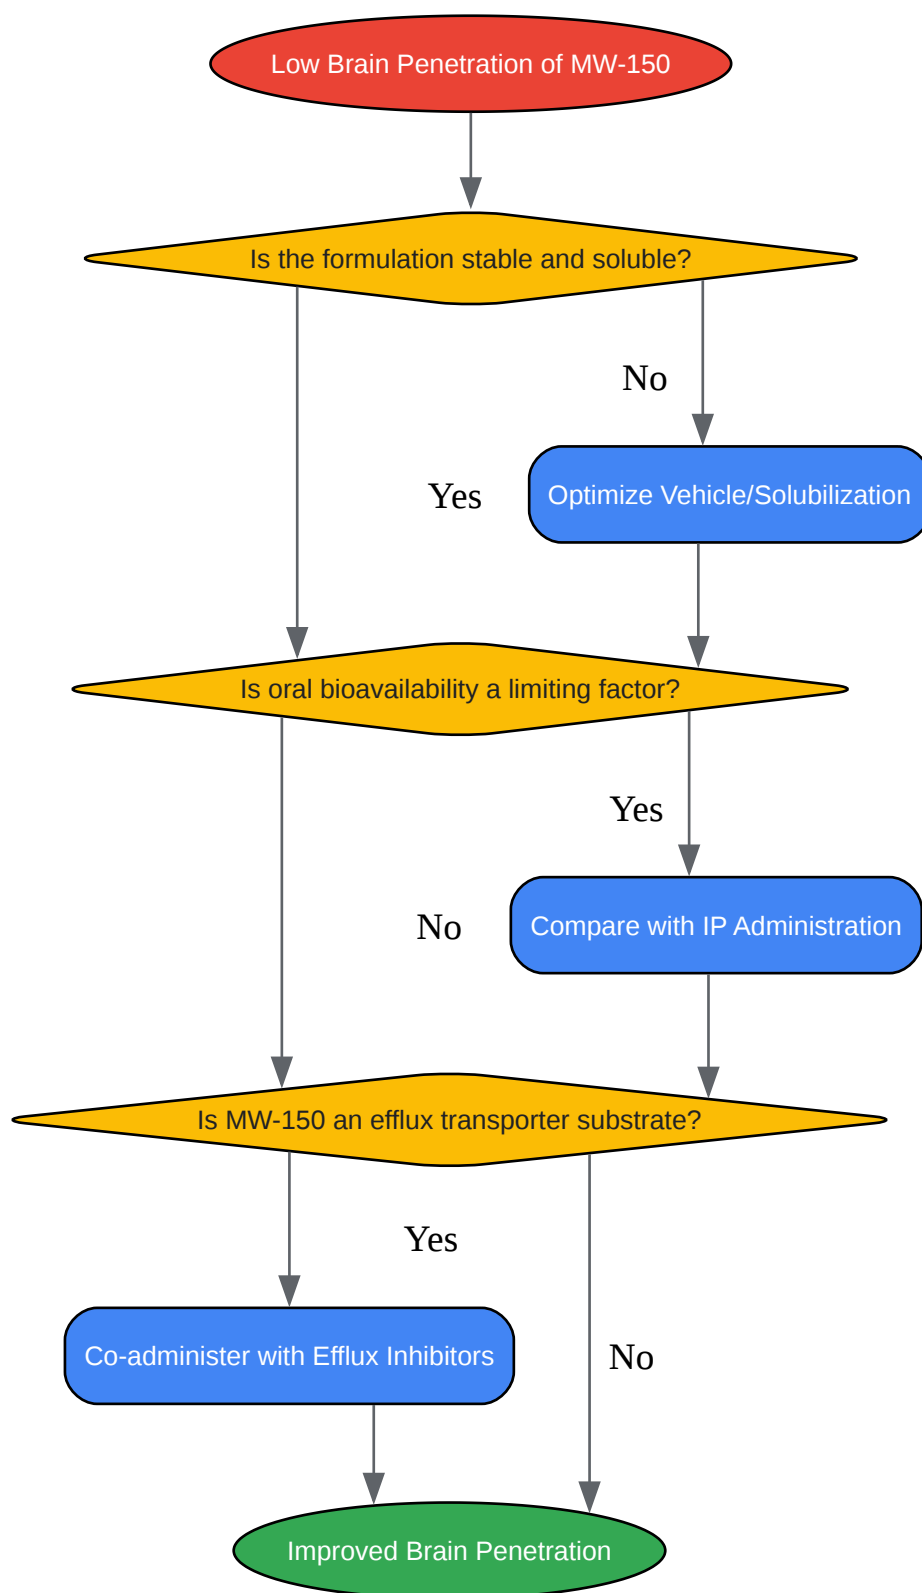 Low Brain Penetration of MW-150
Is the formulation stable and soluble?
No
Yes
Optimize Vehicle/Solubilization
Is oral bioavailability a limiting factor?
Yes
No
Compare with IP Administration
Is MW-150 an efflux transporter substrate?
Yes
Co-administer with Efflux Inhibitors
No
Improved Brain Penetration